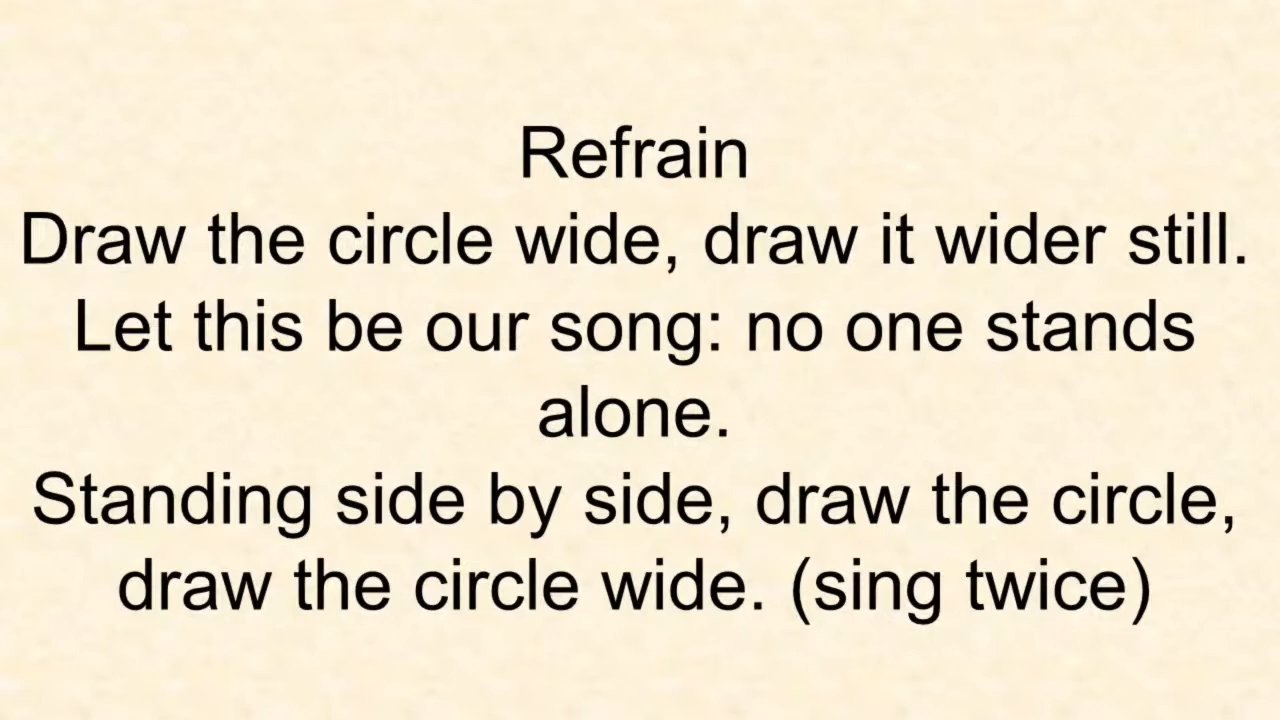 Refrain
Draw the circle wide, draw it wider still.
Let this be our song: no one stands
alone.
Standing side by side, draw the circle,
draw the circle wide. (sing twice)